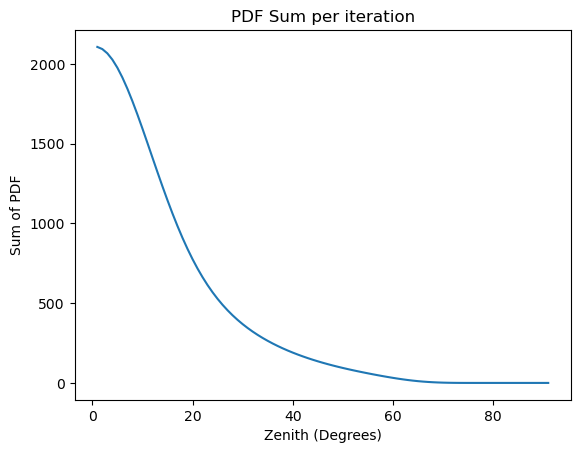 PDF Sum per iteration
2000
1500
1000
500
0
Sum of PDF
0 20 40 60 80
Zenith (Degrees)